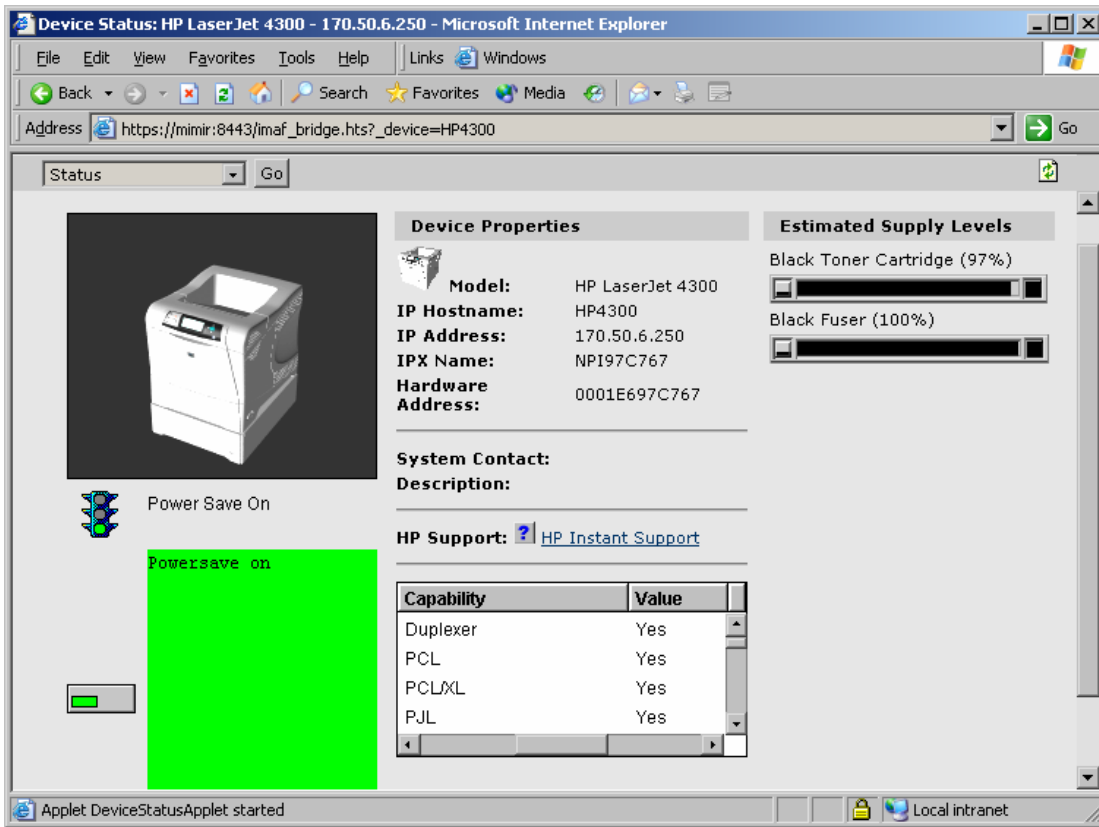 Device Status: HP LaserJet 4300 - 170.50.6.250 - Microsoft Internet Explorer
File Edit View Favorites Tools Help Links Windows
Back Search Favorites Media
Address https://mimir:8443/imaf_bridge.hts?_device=HP4300 Go
Status Go
Device Properties
Model: HP LaserJet 4300
IP Hostname: HP4300
IP Address: 170.50.6.250
IPX Name: NPI97C767
Hardware
Address: 0001E697C767
System Contact:
Description:
HP Support: ? HP Instant Support
Capability Value
Duplexer Yes
PCL Yes
PCL/XL Yes
PJL Yes
Estimated Supply Levels
Black Toner Cartridge (97%)
Black Fuser (100%)
Power Save On
Powersave on
Applet DeviceStatusApplet started Local intranet